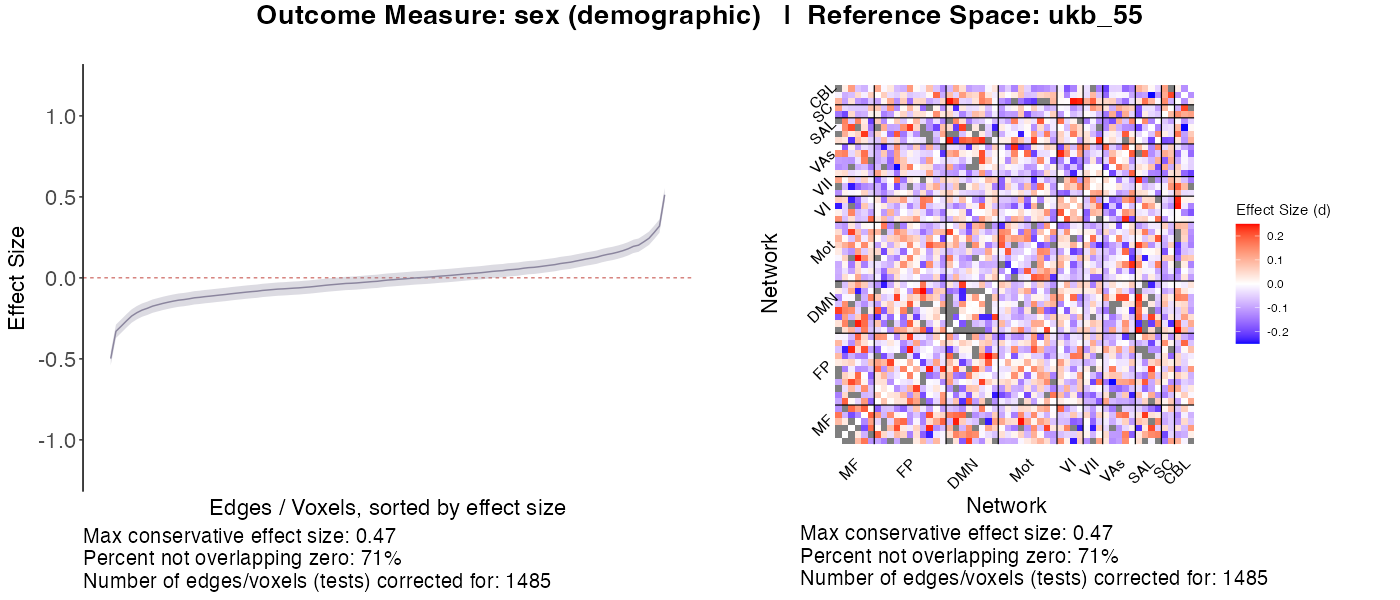 Outcome Measure: sex (demographic) | Reference Space: ukb_55
Effect Size
1.0
0.5
0.0
-0.5
-1.0
Edges / Voxels, sorted by effect size
Max conservative effect size: 0.47
Percent not overlapping zero: 71%
Number of edges/voxels (tests) corrected for: 1485
Network
CBL
SC
SAL
VAs
VII
VI
Mot
DMN
FP
MF
MF
FP
DMN
Mot
VI
VII
VAs
SAL
SC
CBL
Network
Effect Size (d)
0.2
0.1
0.0
-0.1
-0.2
Max conservative effect size: 0.47
Percent not overlapping zero: 71%
Number of edges/voxels (tests) corrected for: 1485